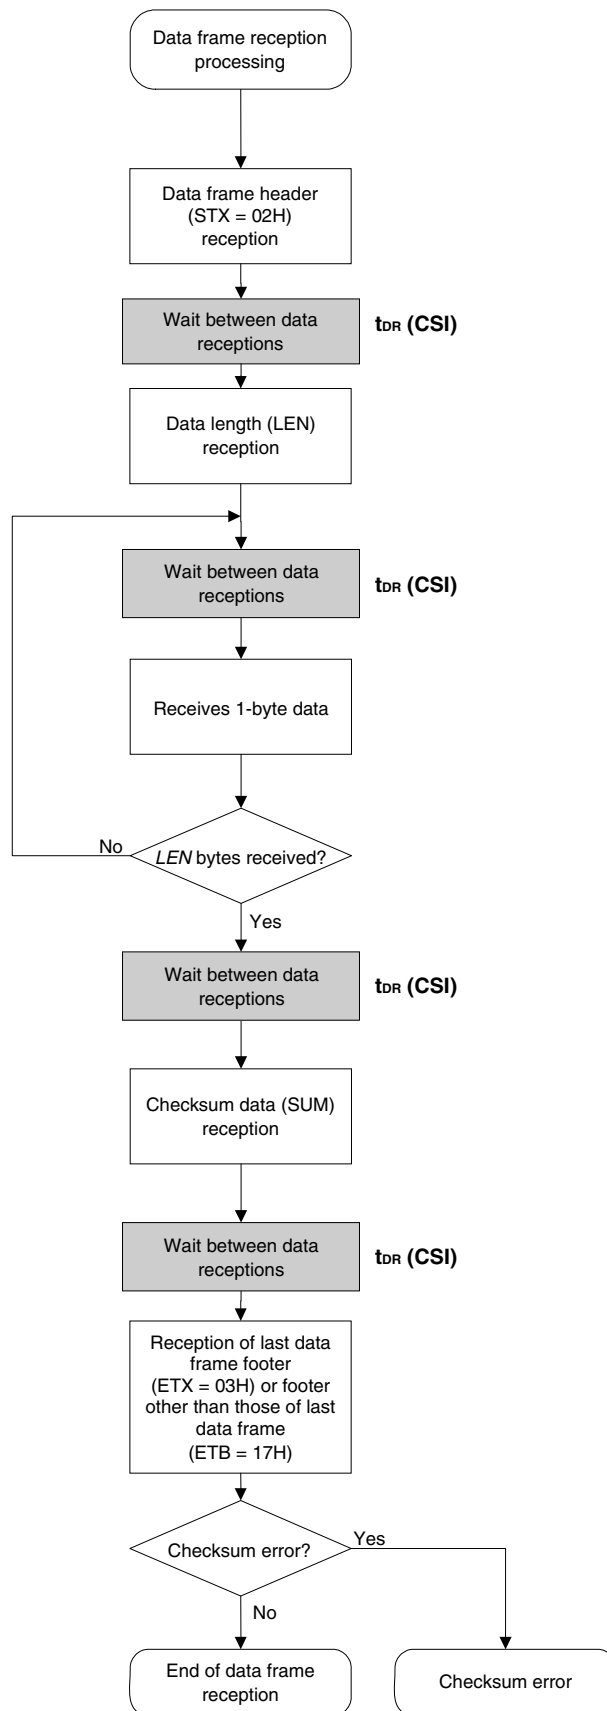 Data frame reception
processing
Data frame header
(STX = 02H)
reception
Wait between data
receptions
tDR (CSI)
Data length (LEN)
reception
Wait between data
receptions
tDR (CSI)
Receives 1-byte data
No
LEN bytes received?
Yes
Wait between data
receptions
tDR (CSI)
Checksum data (SUM)
reception
Wait between data
receptions
tDR (CSI)
Reception of last data
frame footer
(ETX = 03H) or footer
other than those of last
data frame
(ETB = 17H)
Checksum error?
Yes
No
End of data frame
reception
Checksum error